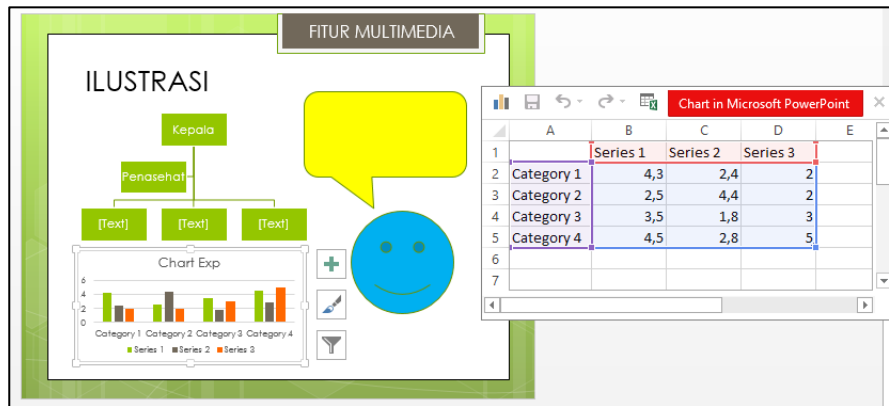 FITUR MULTIMEDIA
ILUSTRASI
Kepala
Penasehat
[Text] [Text] [Text]
Chart Exp
6
4
2
0
Category 1 Category 2 Category 3 Category 4
Series 1 Series 2 Series 3
Chart in Microsoft PowerPoint
A B C D E
1 Series 1 Series 2 Series 3
2 Category 1 4,3 2,4 2
3 Category 2 2,5 4,4 2
4 Category 3 3,5 1,8 3
5 Category 4 4,5 2,8 5
6
7